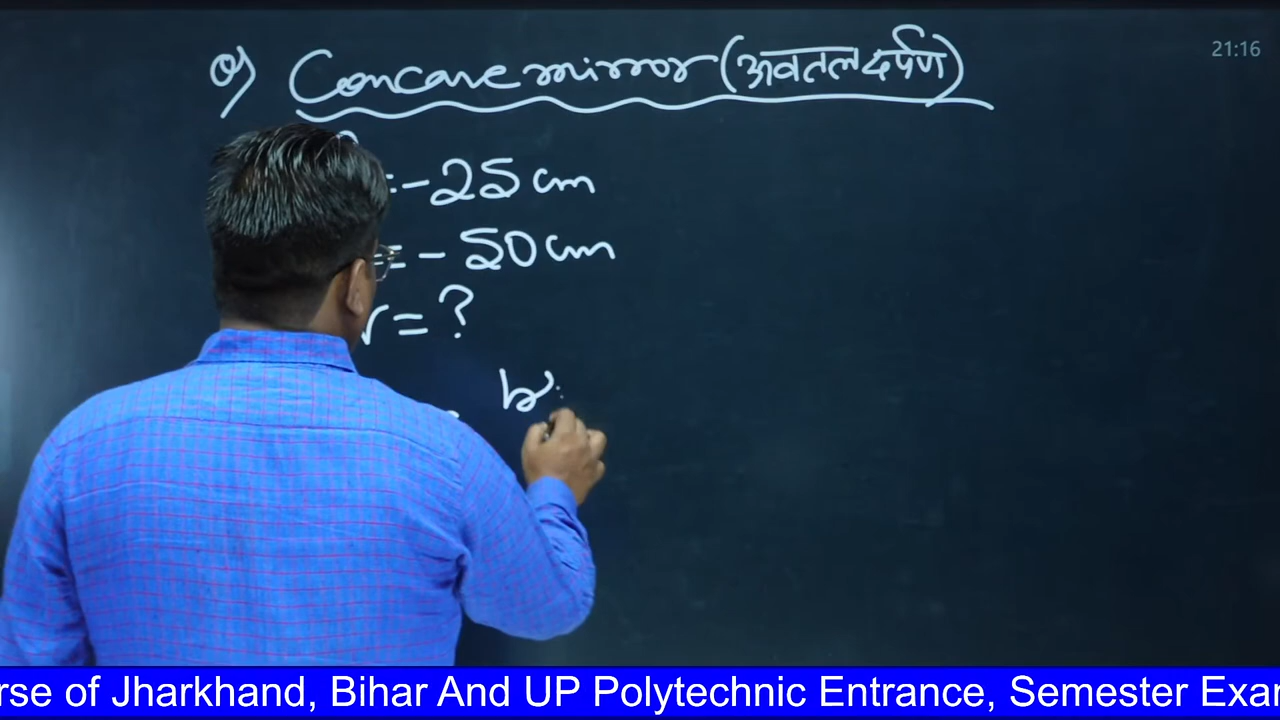 21:16
Q) Concave mirror (अवतल दर्पण)
=-25 cm
= - 50 cm
v = ?
by
rse of Jharkhand, Bihar And UP Polytechnic Entrance, Semester Exar